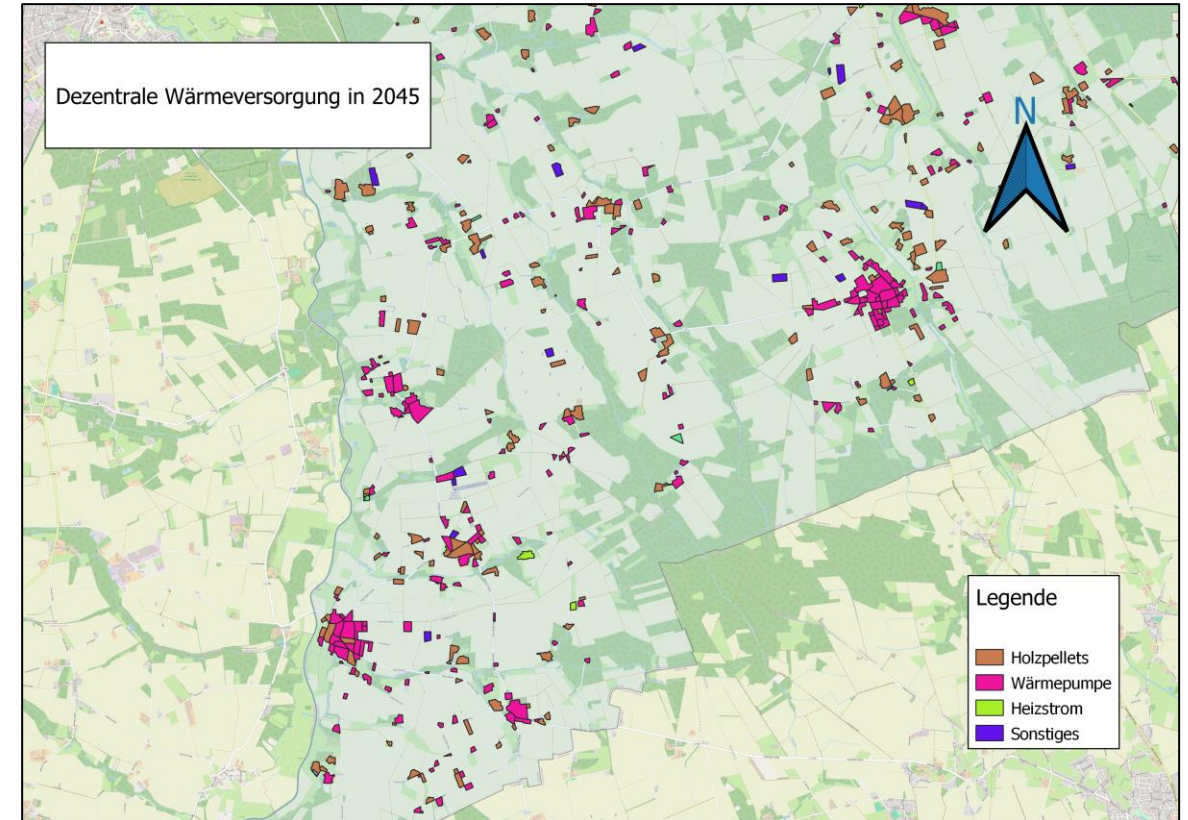 Dezentrale Wärmeversorgung in 2045
N
Legende
Holzpellets
Wärmepumpe
Heizstrom
Sonstiges